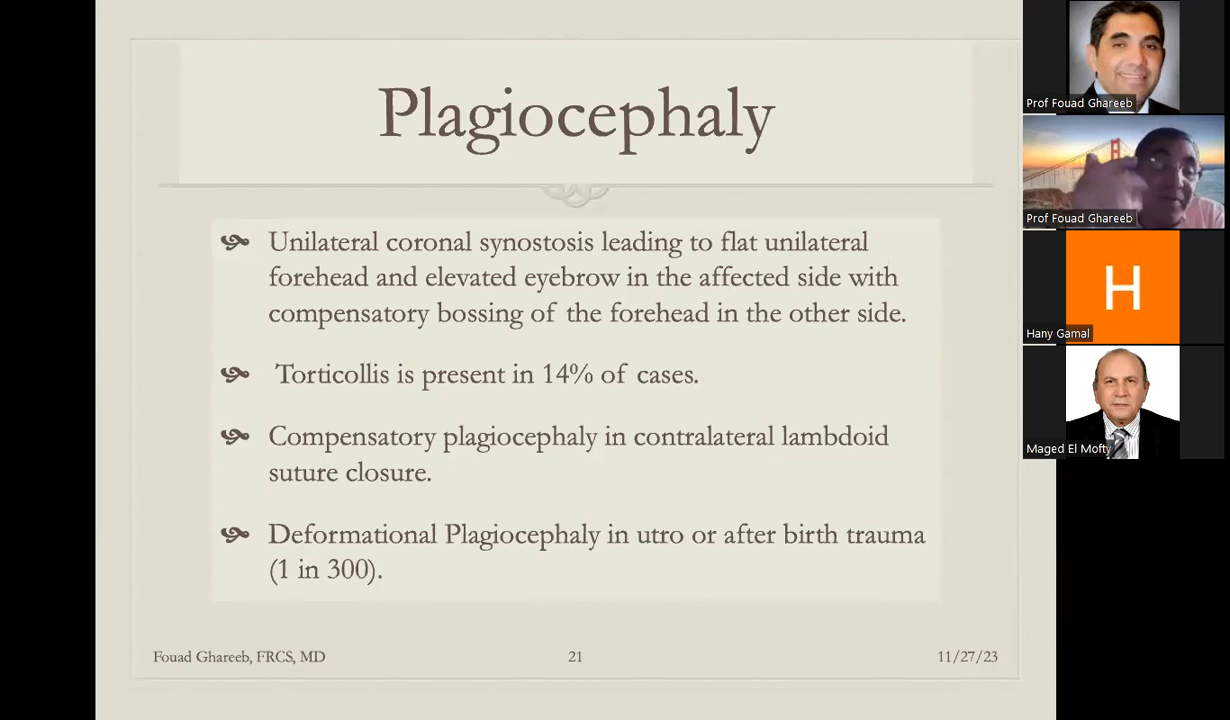 Plagiocephaly
Unilateral coronal synostosis leading to flat unilateral
forehead and elevated eyebrow in the affected side with
compensatory bossing of the forehead in the other side.
Torticollis is present in 14% of cases.
Compensatory plagiocephaly in contralateral lambdoid
suture closure.
Deformational Plagiocephaly in utro or after birth trauma
(1 in 300).
Fouad Ghareeb, FRCS, MD
21
11/27/23
Prof Fouad Ghareeb
Prof Fouad Ghareeb
H
Hany Gamal
Maged El Mofty